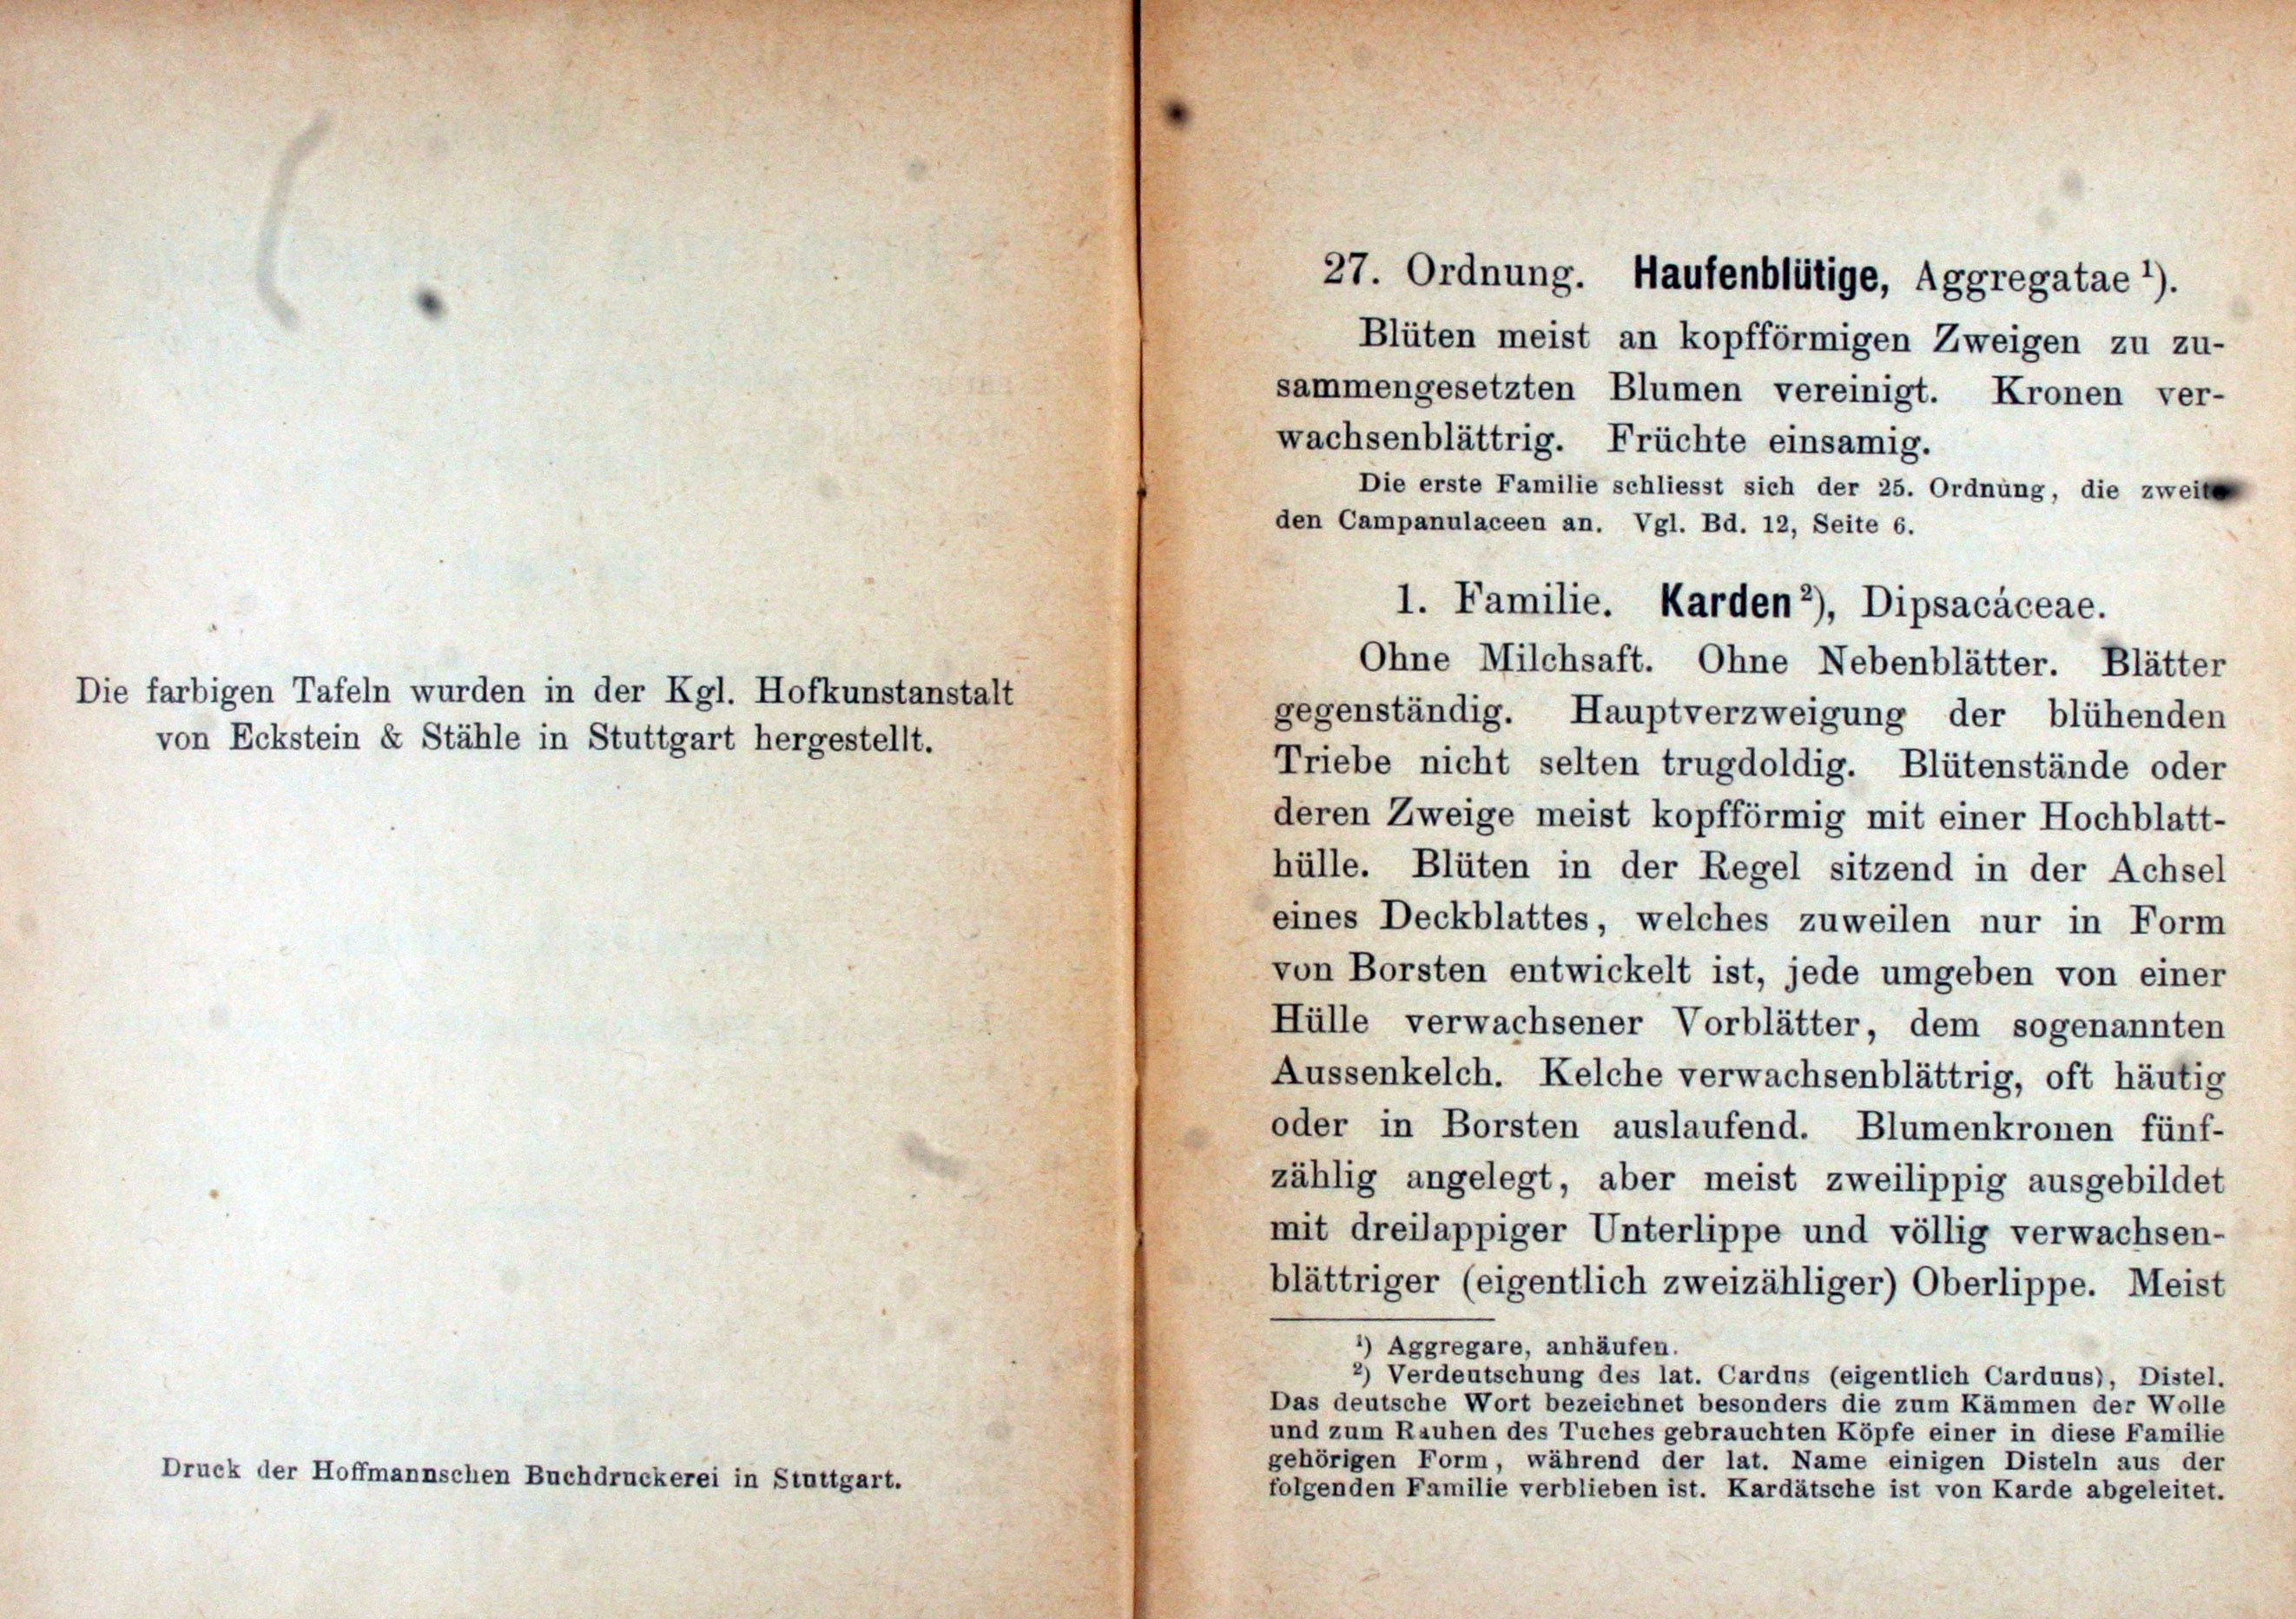 Die farbigen Tafeln wurden in der Kgl. Hofkunstanstalt
von Eckstein & Stähle in Stuttgart hergestellt.
Druck der Hoffmannschen Buchdruckerei in Stuttgart.
27. Ordnung. Haufenblütige, Aggregatae ¹).
Blüten meist an kopfförmigen Zweigen zu zu-
sammengesetzten Blumen vereinigt. Kronen ver-
wachsenblättrig. Früchte einsamig.
Die erste Familie schliesst sich der 25. Ordnung, die zweite
den Campanulaceen an. Vgl. Bd. 12, Seite 6.
1. Familie. Karden²), Dipsacáceae.
Ohne Milchsaft. Ohne Nebenblätter. Blätter
gegenständig. Hauptverzweigung der blühenden
Triebe nicht selten trugdoldig. Blütenstände oder
deren Zweige meist kopfförmig mit einer Hochblatt-
hülle. Blüten in der Regel sitzend in der Achsel
eines Deckblattes, welches zuweilen nur in Form
von Borsten entwickelt ist, jede umgeben von einer
Hülle verwachsener Vorblätter, dem sogenannten
Aussenkelch. Kelche verwachsenblättrig, oft häutig
oder in Borsten auslaufend. Blumenkronen fünf-
zählig angelegt, aber meist zweilippig ausgebildet
mit dreilappiger Unterlippe und völlig verwachsen-
blättriger (eigentlich zweizähliger) Oberlippe. Meist
¹) Aggregare, anhäufen.
²) Verdeutschung des lat. Cardus (eigentlich Carduus), Distel.
Das deutsche Wort bezeichnet besonders die zum Kämmen der Wolle
und zum Rauhen des Tuches gebrauchten Köpfe einer in diese Familie
gehörigen Form, während der lat. Name einigen Disteln aus der
folgenden Familie verblieben ist. Kardätsche ist von Karde abgeleitet.